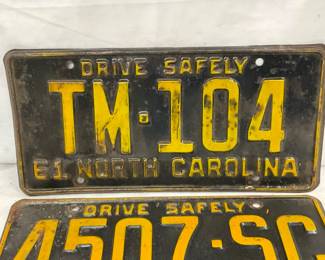 DRIVE SAFELY
TM-104
61 NORTH CAROLINA
DRIVE SAFELY
4507-SC